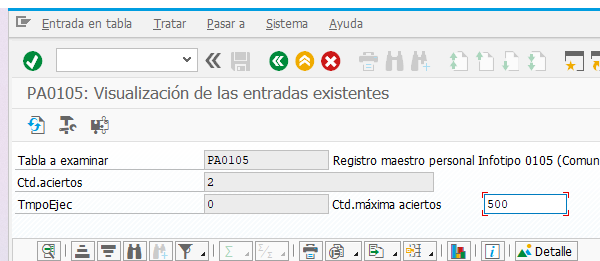 Entrada en tabla Tratar Pasar a Sistema Ayuda
PA0105: Visualización de las entradas existentes
Tabla a examinar PA0105 Registro maestro personal Infotipo 0105 (Comun
Ctd.aciertos 2
TmpoEjec 0 Ctd.máxima aciertos 500
Detalle